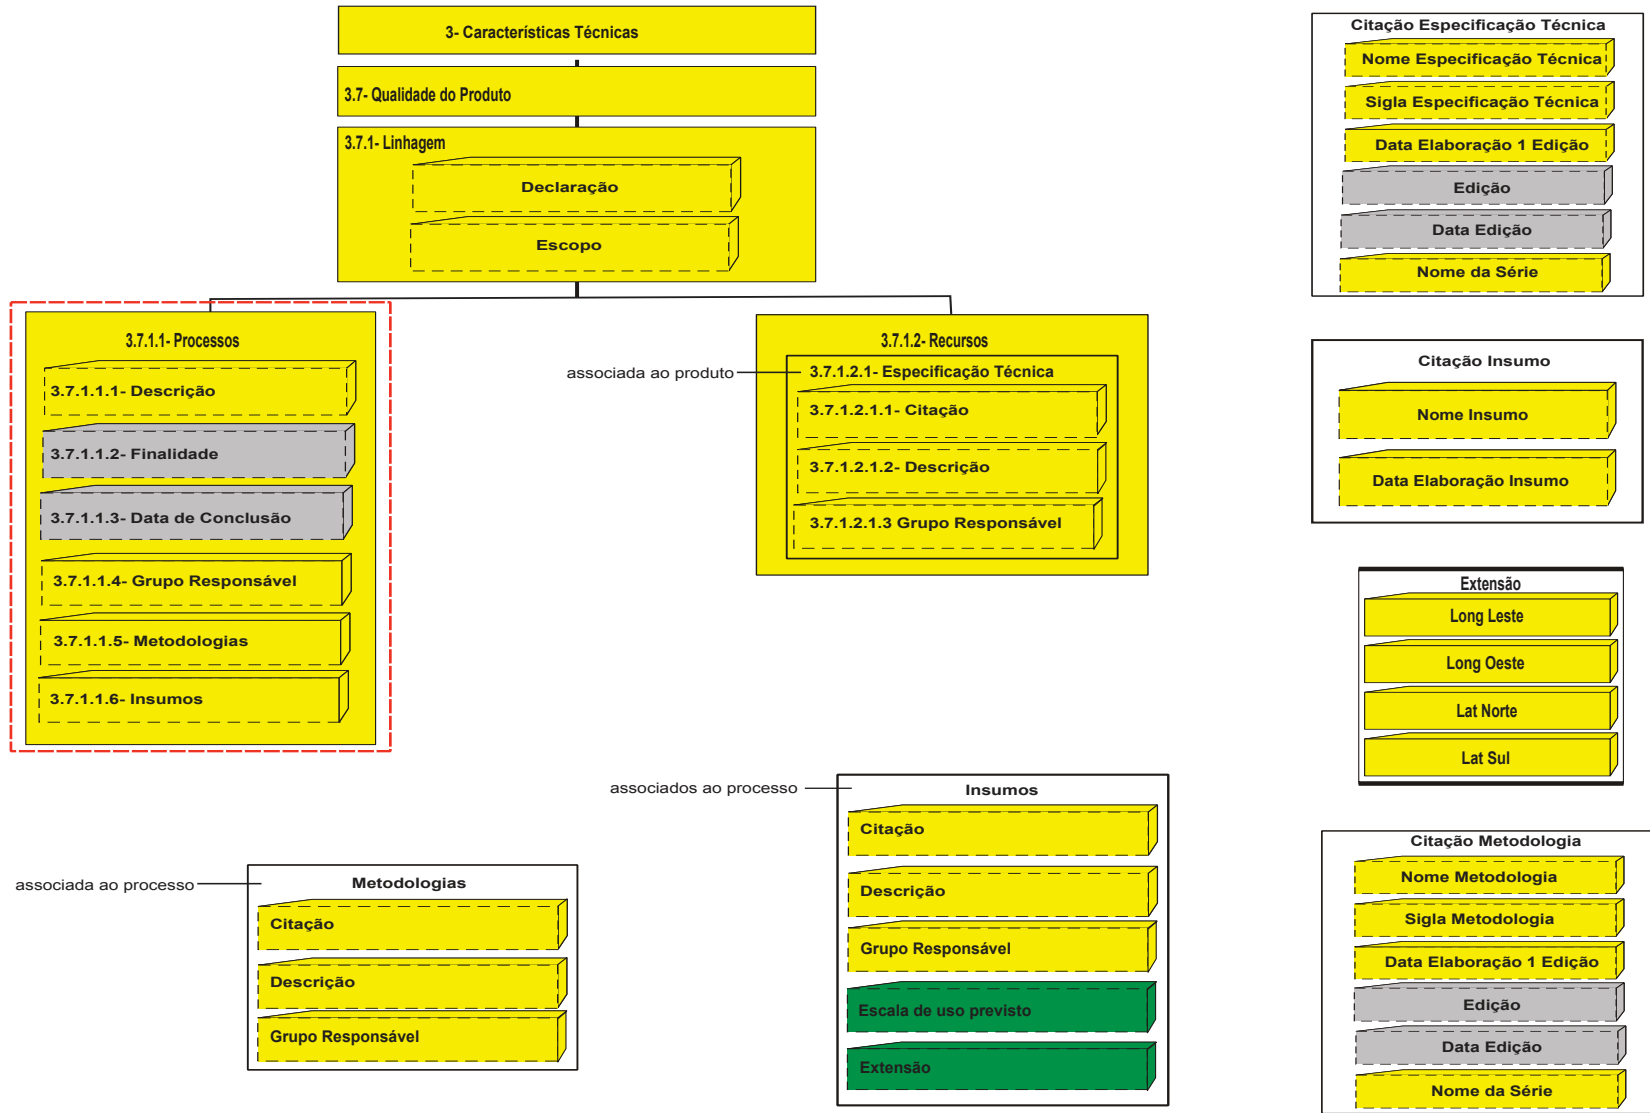 3- Características Técnicas
3.7- Qualidade do Produto
3.7.1- Linhagem
Declaração
Escopo
3.7.1.1- Processos
3.7.1.1.1- Descrição
3.7.1.1.2- Finalidade
3.7.1.1.3- Data de Conclusão
3.7.1.1.4- Grupo Responsável
3.7.1.1.5- Metodologias
3.7.1.1.6- Insumos
associada ao produto
3.7.1.2- Recursos
3.7.1.2.1- Especificação Técnica
3.7.1.2.1.1- Citação
3.7.1.2.1.2- Descrição
3.7.1.2.1.3 Grupo Responsável
associada ao processo
Metodologias
Citação
Descrição
Grupo Responsável
associados ao processo
Insumos
Citação
Descrição
Grupo Responsável
Escala de uso previsto
Extensão
Citação Especificação Técnica
Nome Especificação Técnica
Sigla Especificação Técnica
Data Elaboração 1 Edição
Edição
Data Edição
Nome da Série
Citação Insumo
Nome Insumo
Data Elaboração Insumo
Extensão
Long Leste
Long Oeste
Lat Norte
Lat Sul
Citação Metodologia
Nome Metodologia
Sigla Metodologia
Data Elaboração 1 Edição
Edição
Data Edição
Nome da Série